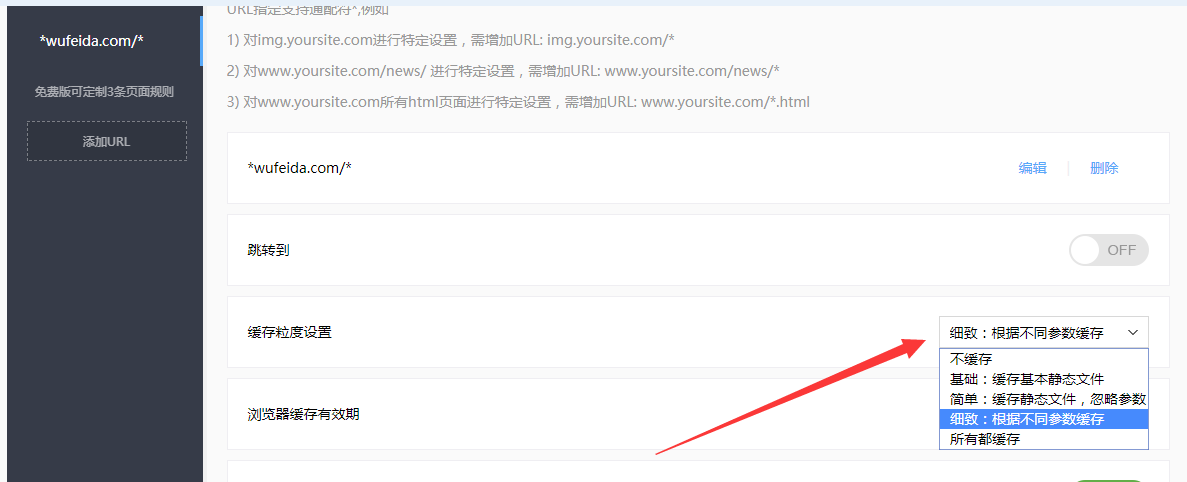 *wufeida.com/*
免费版可定制3条页面规则
添加URL
URL指定支持通配符*,例如
1) 对img.yoursite.com进行特定设置，需增加URL: img.yoursite.com/*
2) 对www.yoursite.com/news/ 进行特定设置，需增加URL: www.yoursite.com/news/*
3) 对www.yoursite.com所有html页面进行特定设置，需增加URL: www.yoursite.com/*.html
*wufeida.com/* 编辑 | 删除
跳转到 OFF
缓存粒度设置 细致：根据不同参数缓存
不缓存
基础：缓存基本静态文件
简单：缓存静态文件，忽略参数
细致：根据不同参数缓存
所有都缓存
浏览器缓存有效期